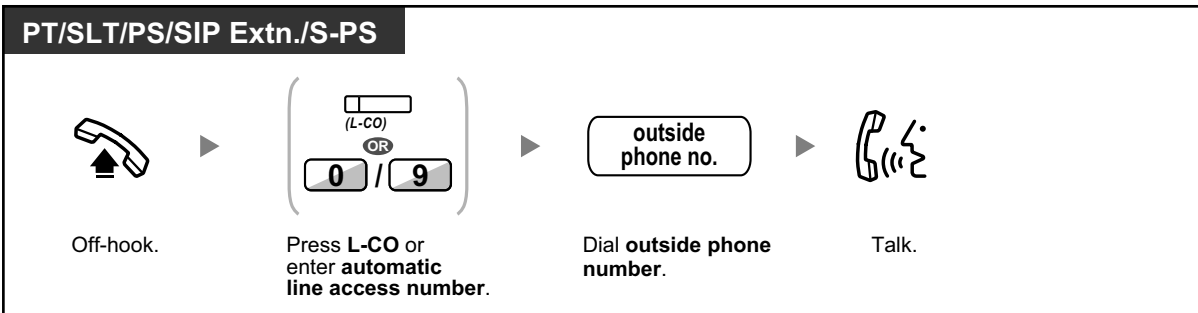 PT/SLT/PS/SIP Extn./S-PS
(L-CO)
OR
0 / 9
outside
phone no.
Off-hook.
Press L-CO or
enter automatic
line access number.
Dial outside phone
number.
Talk.